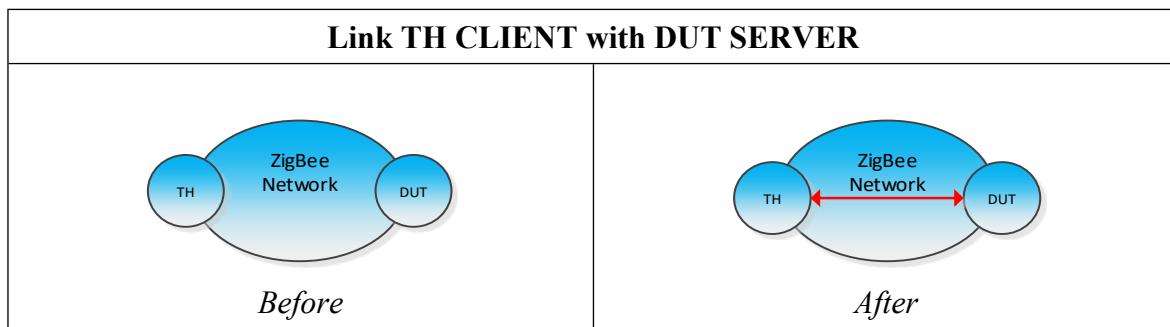 Link TH CLIENT with DUT SERVER
ZigBee
Network
TH
DUT
Before
ZigBee
Network
TH
DUT
After